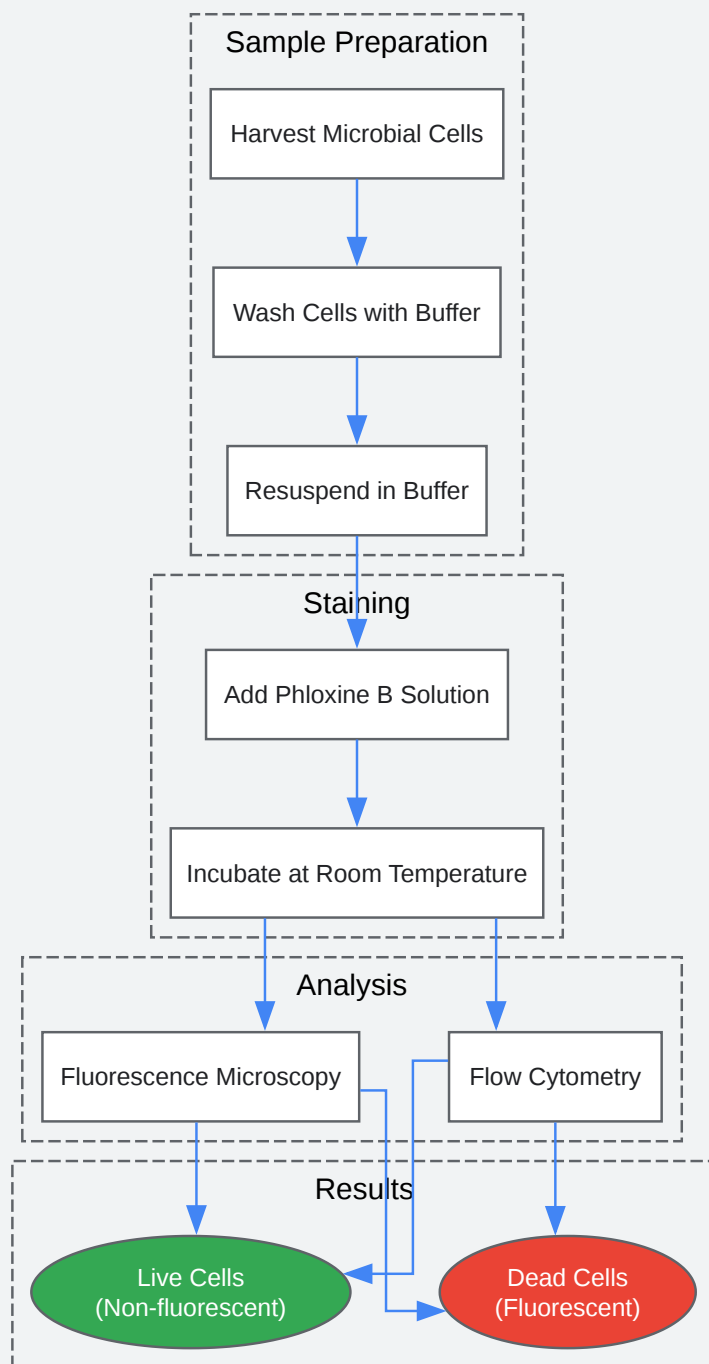 Sample Preparation
Harvest Microbial Cells
Wash Cells with Buffer
Resuspend in Buffer
Staining
Add Phloxine B Solution
Incubate at Room Temperature
Analysis
Fluorescence Microscopy
Flow Cytometry
Results
Live Cells
(Non-fluorescent)
Dead Cells
(Fluorescent)